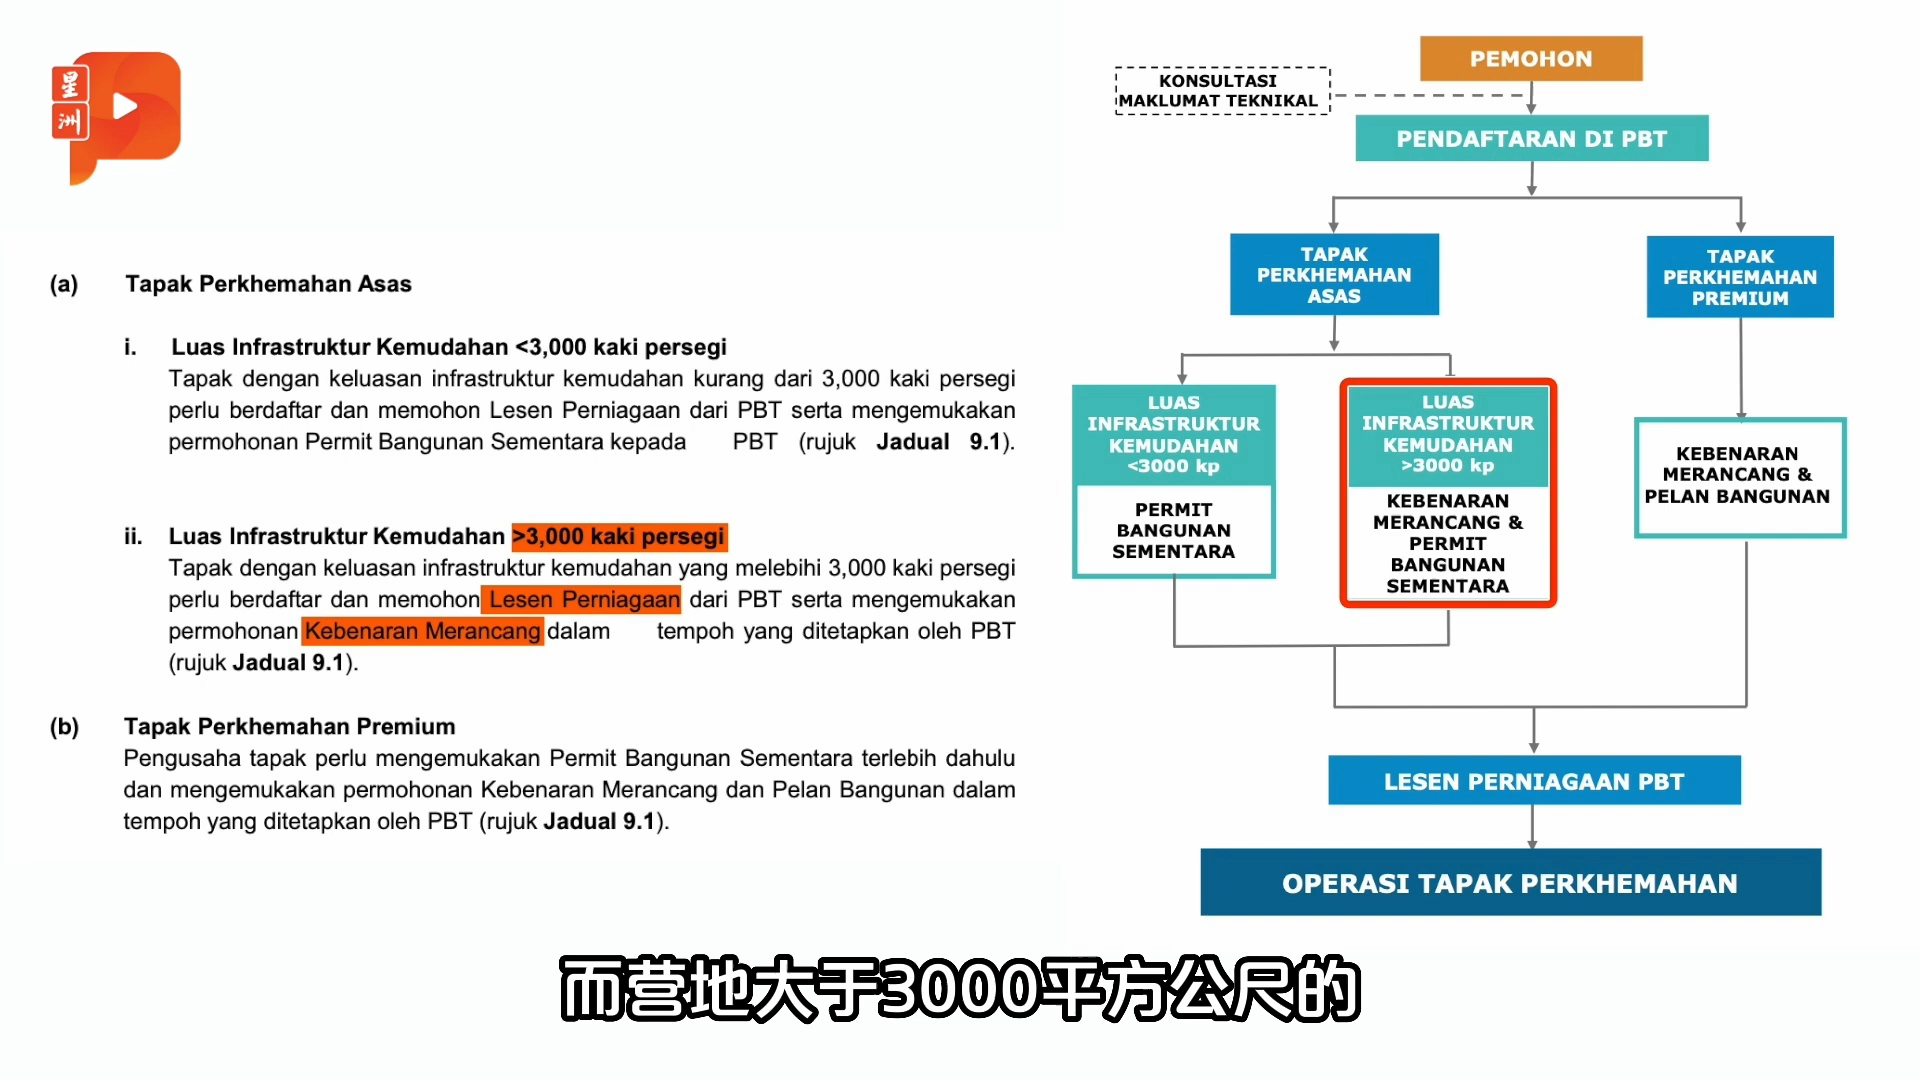 星洲
(a) Tapak Perkhemahan Asas
i. Luas Infrastruktur Kemudahan <3,000 kaki persegi
Tapak dengan keluasan infrastruktur kemudahan kurang dari 3,000 kaki persegi
perlu berdaftar dan memohon Lesen Perniagaan dari PBT serta mengemukakan
permohonan Permit Bangunan Sementara kepada PBT (rujuk Jadual 9.1).
ii. Luas Infrastruktur Kemudahan >3,000 kaki persegi
Tapak dengan keluasan infrastruktur kemudahan yang melebihi 3,000 kaki persegi
perlu berdaftar dan memohon Lesen Perniagaan dari PBT serta mengemukakan
permohonan Kebenaran Merancang dalam tempoh yang ditetapkan oleh PBT
(rujuk Jadual 9.1).
(b) Tapak Perkhemahan Premium
Pengusaha tapak perlu mengemukakan Permit Bangunan Sementara terlebih dahulu
dan mengemukakan permohonan Kebenaran Merancang dan Pelan Bangunan dalam
tempoh yang ditetapkan oleh PBT (rujuk Jadual 9.1).
PEMOHON
KONSULTASI
MAKLUMAT TEKNIKAL
PENDAFTARAN DI PBT
TAPAK
PERKHEMAHAN
ASAS
TAPAK
PERKHEMAHAN
PREMIUM
LUAS
INFRASTRUKTUR
KEMUDAHAN
<3000 kp
PERMIT
BANGUNAN
SEMENTARA
LUAS
INFRASTRUKTUR
KEMUDAHAN
>3000 kp
KEBENARAN
MERANCANG &
PERMIT
BANGUNAN
SEMENTARA
KEBENARAN
MERANCANG &
PELAN BANGUNAN
LESEN PERNIAGAAN PBT
OPERASI TAPAK PERKHEMAHAN
而营地大于3000平方公尺的